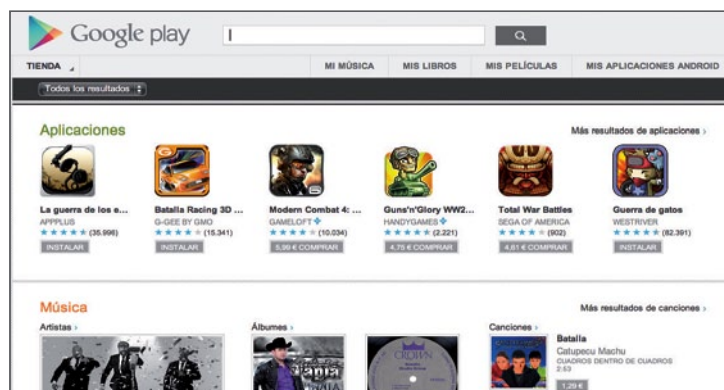 Google play
TIENDA MI MÚSICA MIS LIBROS MIS PELÍCULAS MIS APLICACIONES ANDROID
Todos los resultados
Aplicaciones Más resultados de aplicaciones ›
La guerra de los e... Batalla Racing 3D ... Modern Combat 4: ... Guns'n'Glory WW2... Total War Battles Guerra de gatos
APPPLUS G-GEE BY GMO GAMELOFT HANDYGAMES SEGA OF AMERICA WESTRIVER
(35.996) (15.341) (10.034) (2.221) (902) (82.391)
INSTALAR INSTALAR 5,99 € COMPRAR 4,75 € COMPRAR 4,61 € COMPRAR INSTALAR
Música Más resultados de canciones ›
Artistas › Álbumes › Canciones ›
Batalla
Catupecu Machu
CUADROS DENTRO DE CUADROS
2:53
1,29 €
CROWN